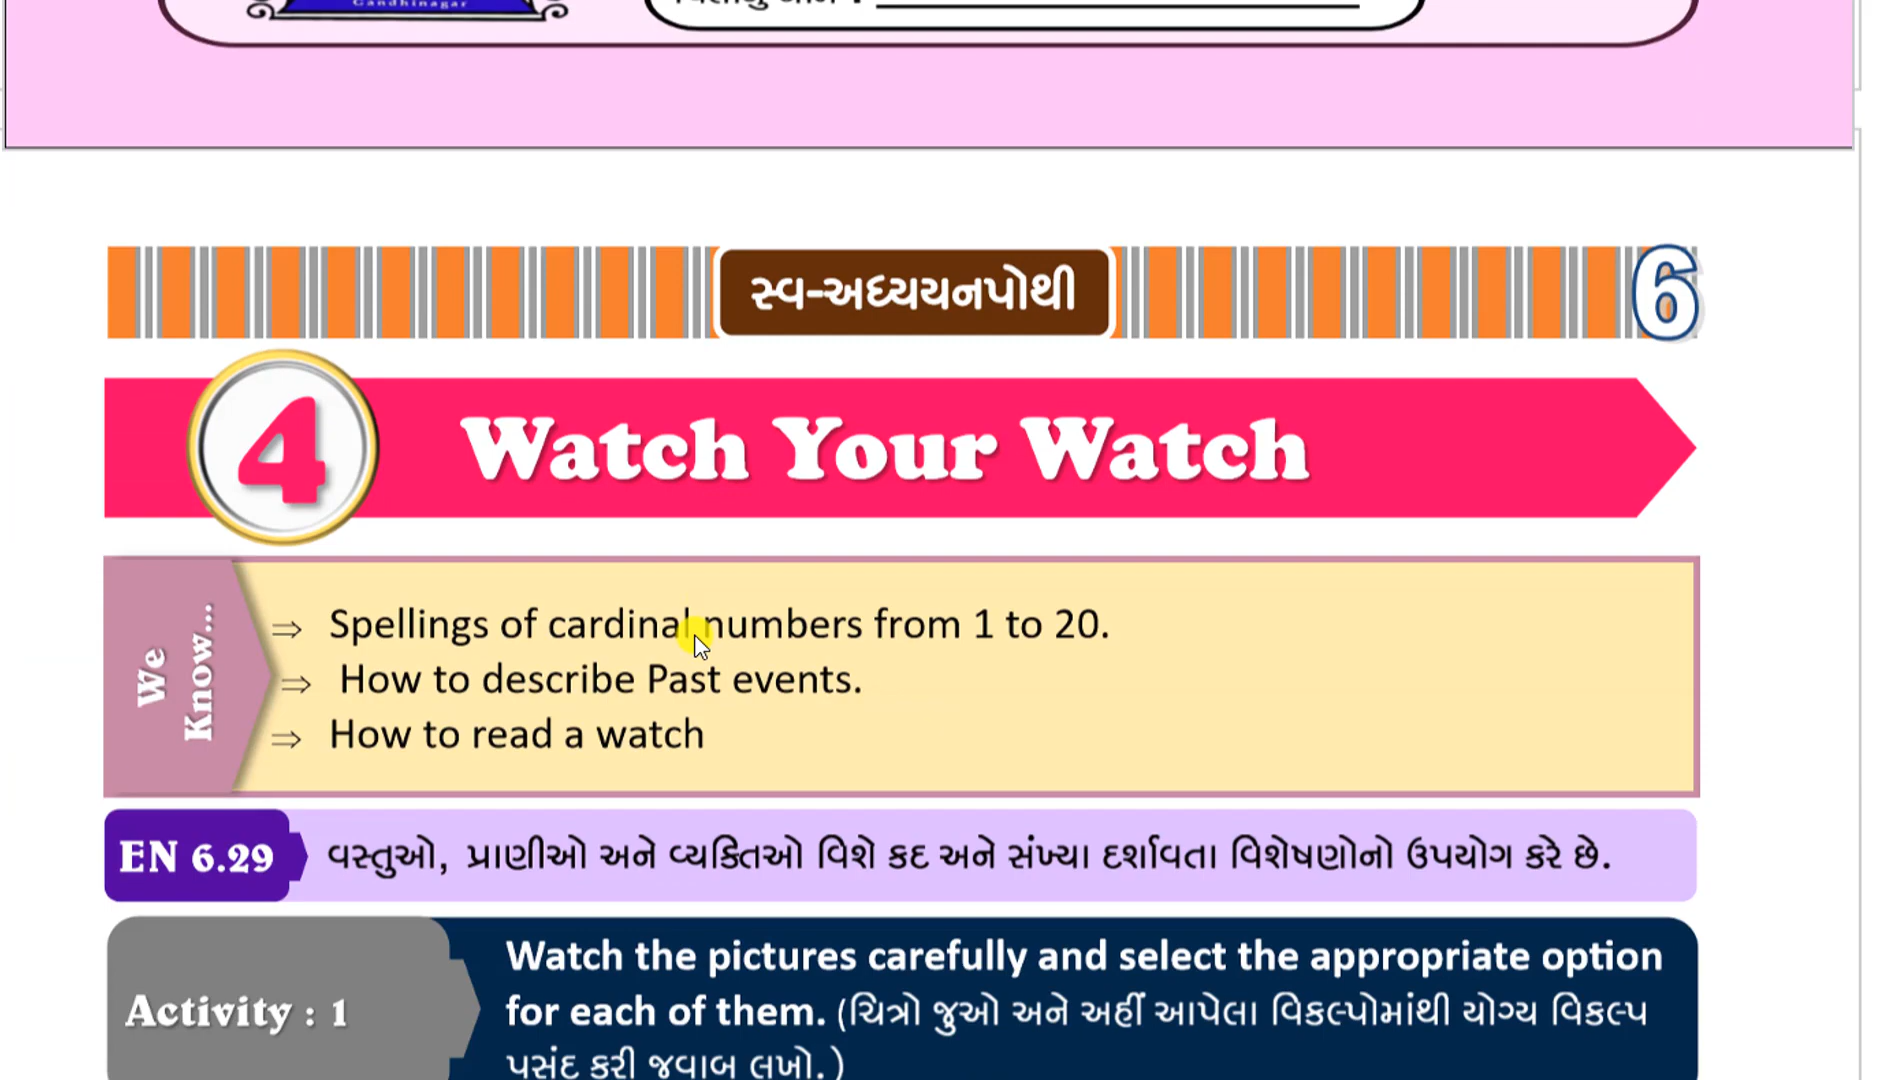 Gandhinagar
સ્વ-અધ્યયનપોથી
6
4
Watch Your Watch
We
Know...
⇒ Spellings of cardinal numbers from 1 to 20.
⇒ How to describe Past events.
⇒ How to read a watch
EN 6.29
વસ્તુઓ, પ્રાણીઓ અને વ્યક્તિઓ વિશે કદ અને સંખ્યા દર્શાવતા વિશેષણોનો ઉપયોગ કરે છે.
Activity : 1
Watch the pictures carefully and select the appropriate option
for each of them. (ચિત્રો જુઓ અને અહીં આપેલા વિકલ્પોમાંથી યોગ્ય વિકલ્પ
પસંદ કરી જવાબ લખો.)